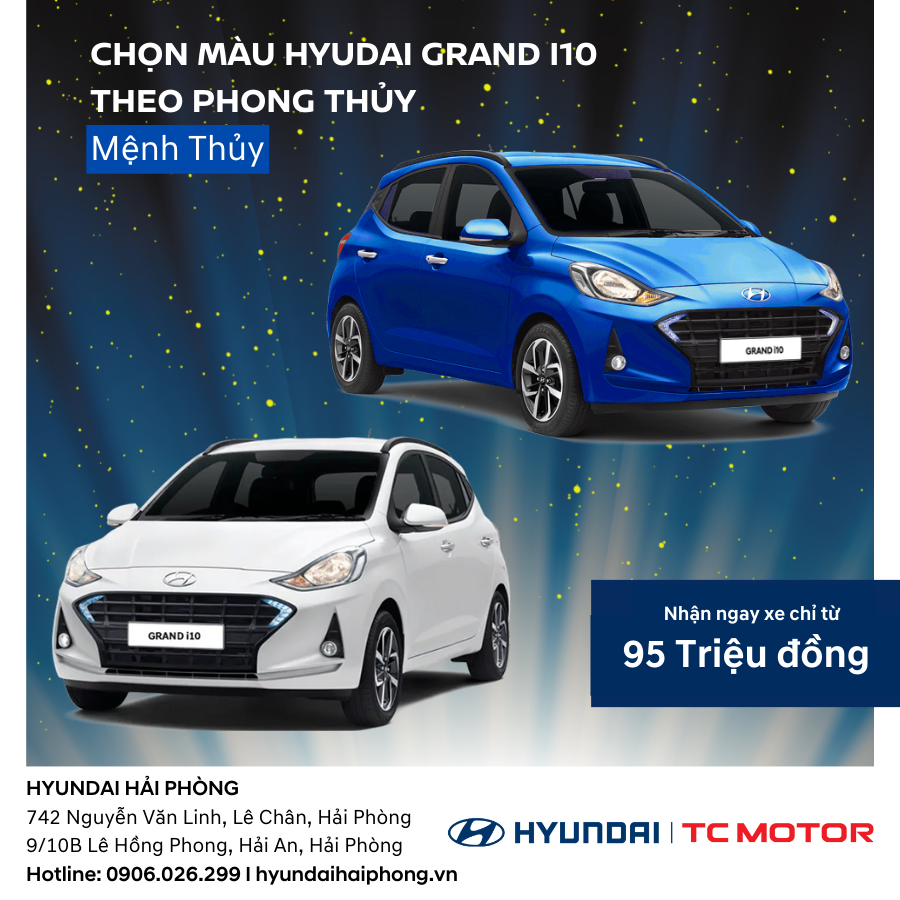 CHỌN MÀU HYUDAI GRAND I10
THEO PHONG THỦY
Mệnh Thủy
GRAND i10
GRAND i10
Nhận ngay xe chỉ từ
95 Triệu đồng
HYUNDAI HẢI PHÒNG
742 Nguyễn Văn Linh, Lê Chân, Hải Phòng
9/10B Lê Hồng Phong, Hải An, Hải Phòng
Hotline: 0906.026.299 I hyundaihaiphong.vn
HYUNDAI | TC MOTOR